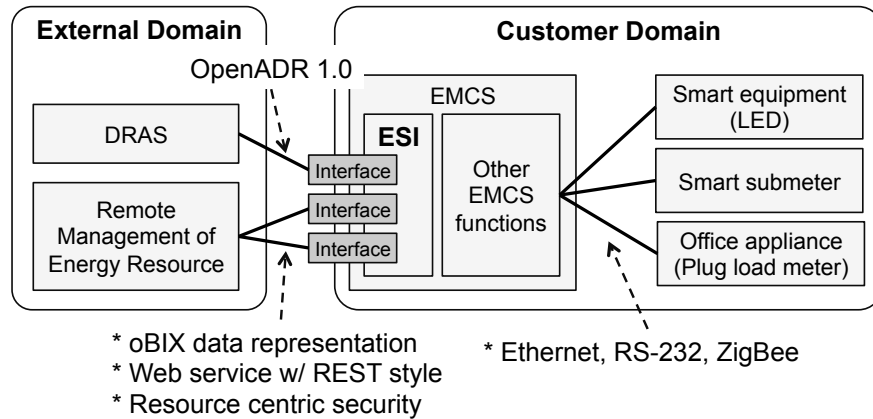 External Domain
Customer Domain
OpenADR 1.0
DRAS
Remote
Management of
Energy Resource
EMCS
ESI
Interface
Interface
Interface
Other
EMCS
functions
Smart equipment
(LED)
Smart submeter
Office appliance
(Plug load meter)
* oBIX data representation
* Web service w/ REST style
* Resource centric security
* Ethernet, RS-232, ZigBee